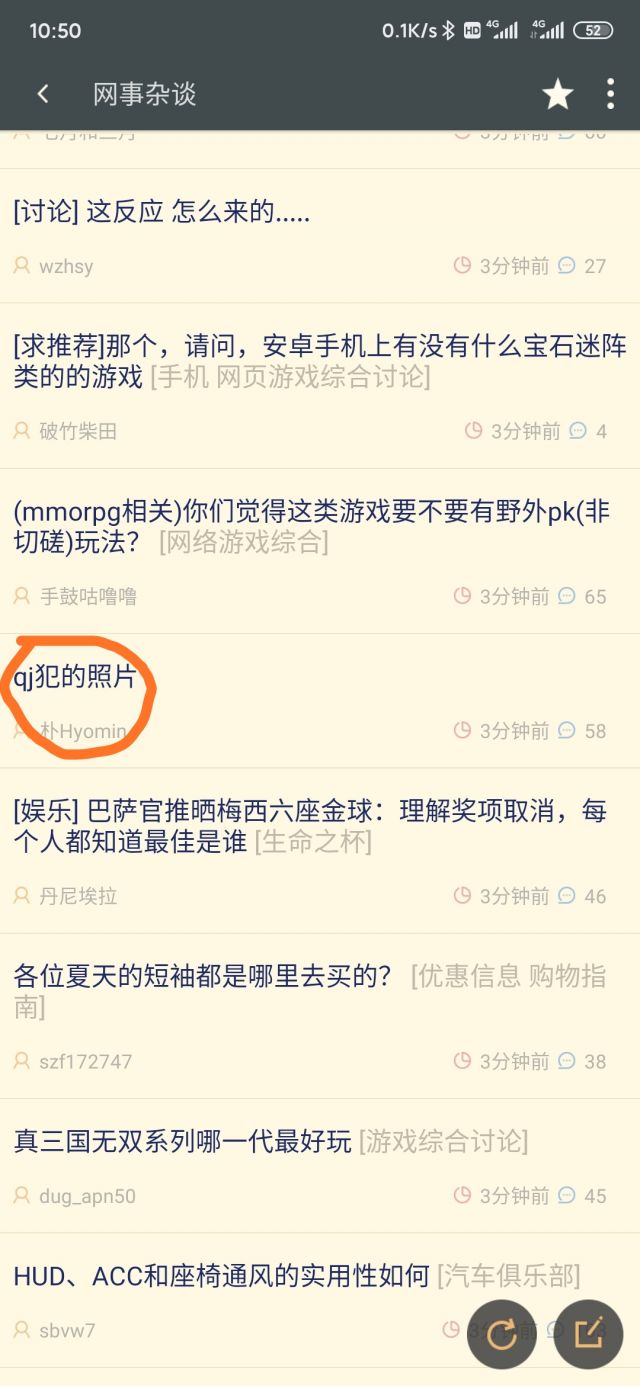 10:50
0.1K/s HD 4G 4G 52
网事杂谈
3分钟前
[讨论] 这反应 怎么来的.....
wzhsy 3分钟前 27
[求推荐]那个，请问，安卓手机上有没有什么宝石迷阵
类的的游戏 [手机 网页游戏综合讨论]
破竹柴田 3分钟前 4
(mmorpg相关)你们觉得这类游戏要不要有野外pk(非
切磋)玩法？ [网络游戏综合]
手鼓咕噜噜 3分钟前 65
qj犯的照片
朴Hyomin 3分钟前 58
[娱乐] 巴萨官推晒梅西六座金球：理解奖项取消，每
个人都知道最佳是谁 [生命之杯]
丹尼埃拉 3分钟前 46
各位夏天的短袖都是哪里去买的？ [优惠信息 购物指
南]
szf172747 3分钟前 38
真三国无双系列哪一代最好玩 [游戏综合讨论]
dug_apn50 3分钟前 45
HUD、ACC和座椅通风的实用性如何 [汽车俱乐部]
sbvw7 3分钟前